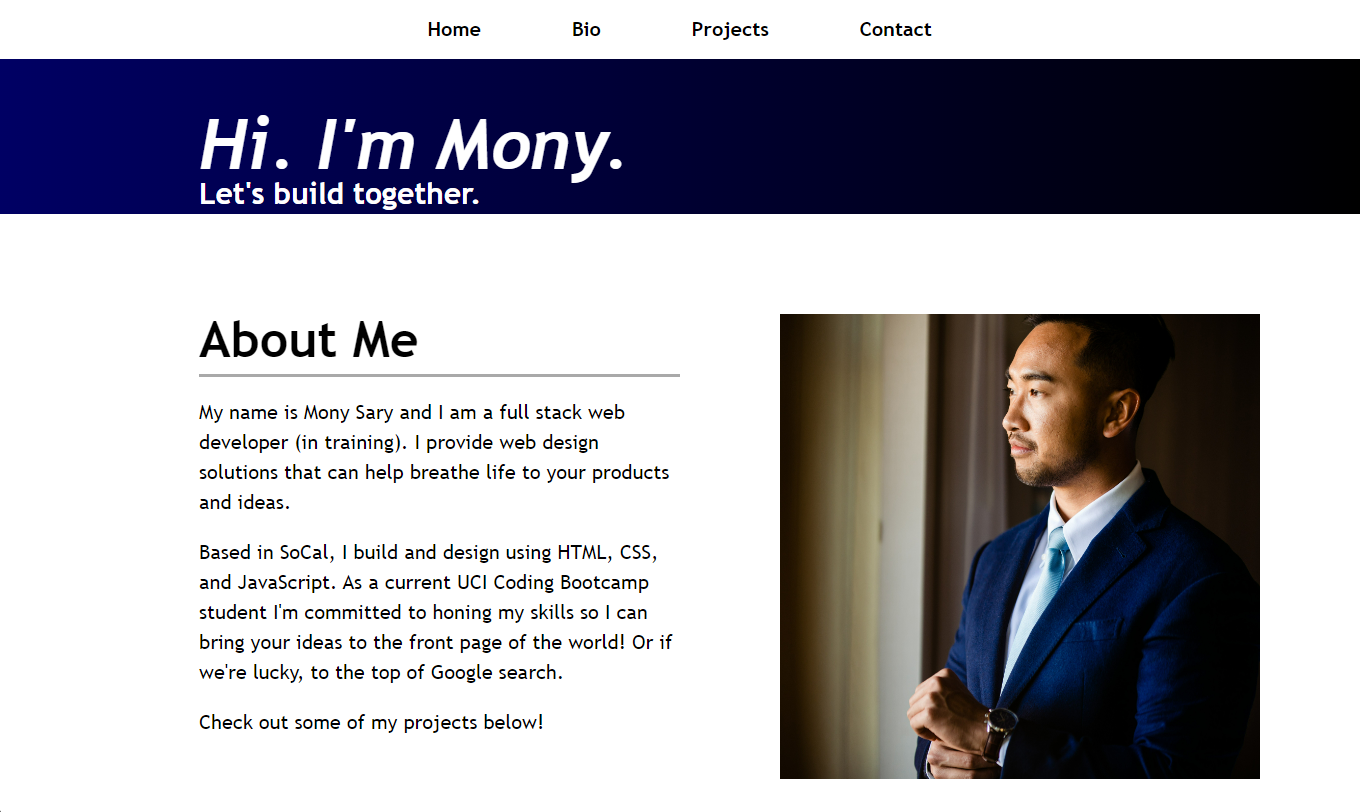 Home Bio Projects Contact
Hi. I'm Mony.
Let's build together.
About Me
My name is Mony Sary and I am a full stack web
developer (in training). I provide web design
solutions that can help breathe life to your products
and ideas.
Based in SoCal, I build and design using HTML, CSS,
and JavaScript. As a current UCI Coding Bootcamp
student I'm committed to honing my skills so I can
bring your ideas to the front page of the world! Or if
we're lucky, to the top of Google search.
Check out some of my projects below!